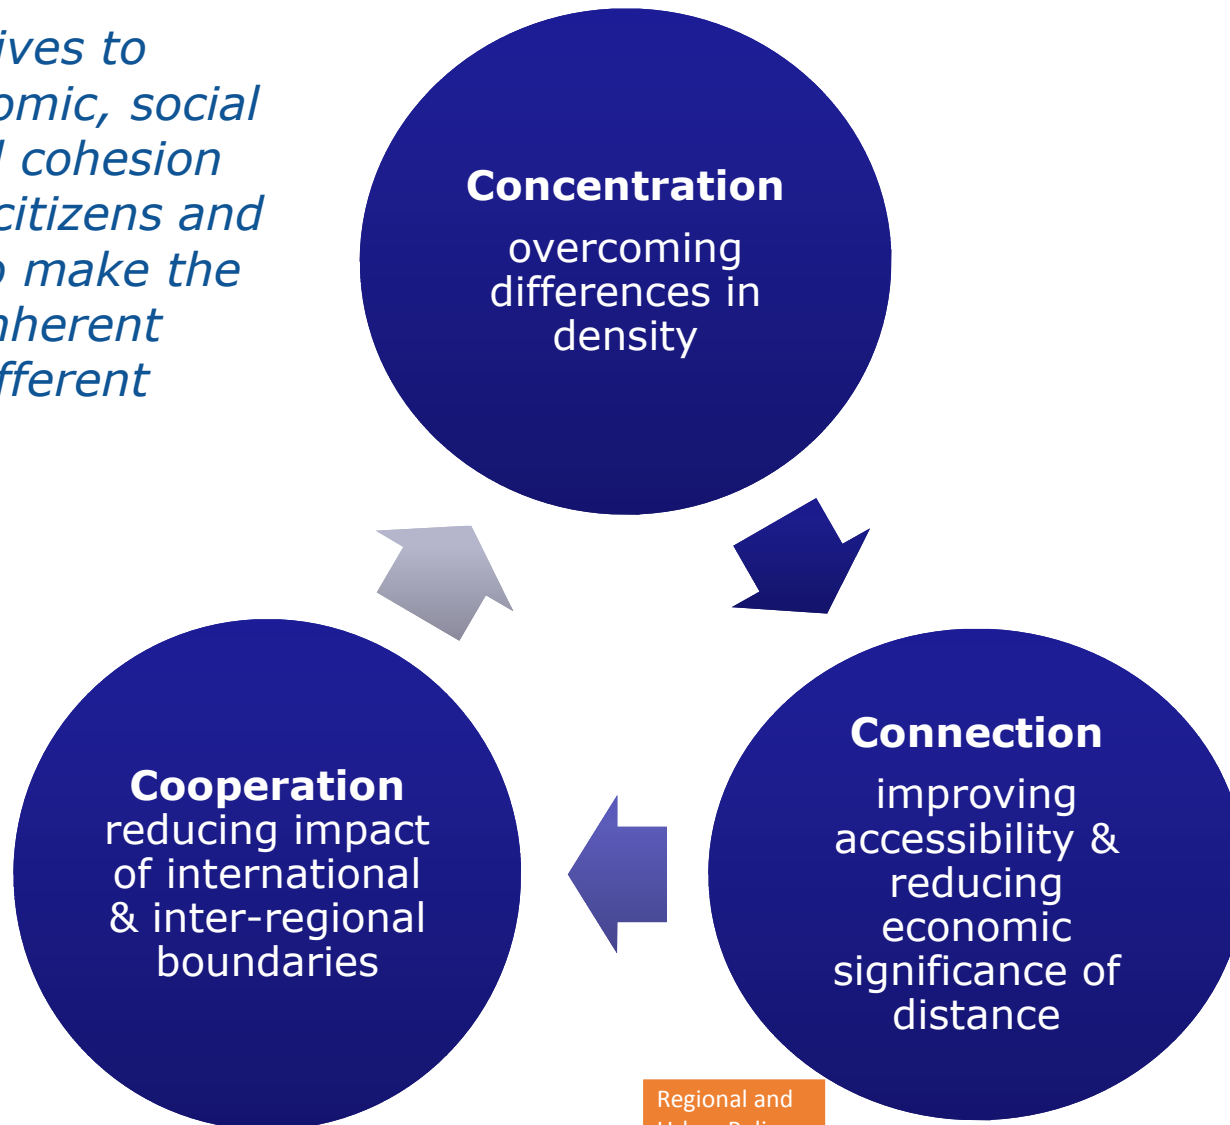 ives to
omic, social
cohesion
citizens and
make the
nherent
fferent
Concentration
overcoming
differences in
density
Connection
improving
accessibility &
reducing
economic
significance of
distance
Cooperation
reducing impact
of international
& inter-regional
boundaries
Regional and